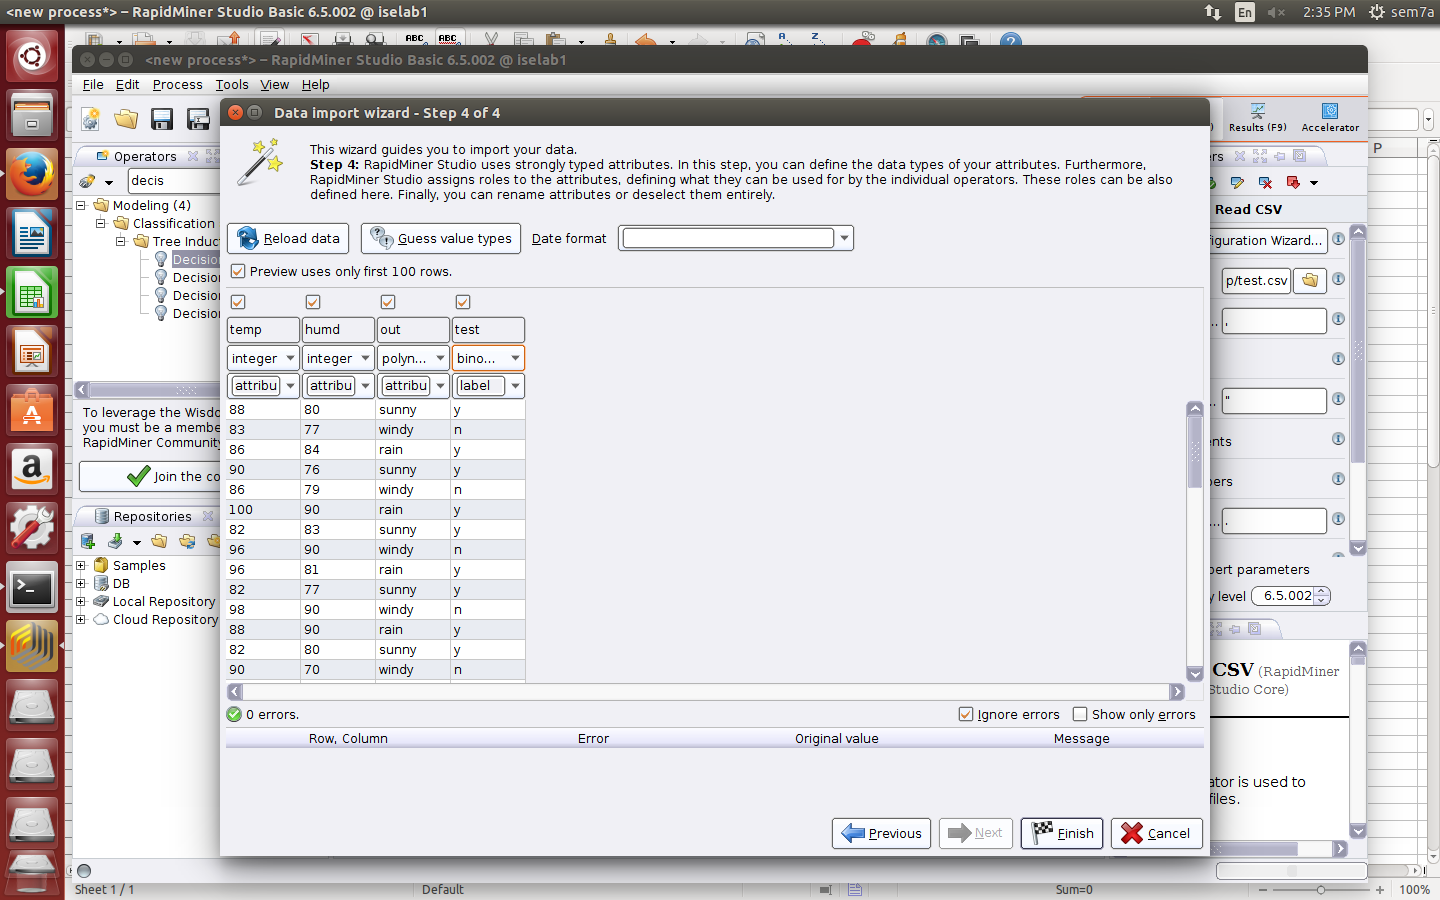 <new process*> – RapidMiner Studio Basic 6.5.002 @ iselab1
En
2:35 PM
sem7a
<new process*> – RapidMiner Studio Basic 6.5.002 @ iselab1
File Edit Process Tools View Help
Results (F9)
Accelerator
Data import wizard - Step 4 of 4
This wizard guides you to import your data.
Step 4: RapidMiner Studio uses strongly typed attributes. In this step, you can define the data types of your attributes. Furthermore,
RapidMiner Studio assigns roles to the attributes, defining what they can be used for by the individual operators. These roles can be also
defined here. Finally, you can rename attributes or deselect them entirely.
Reload data
Guess value types
Date format
Preview uses only first 100 rows.
temp humd out test
integer integer polyn... bino...
attribu attribu attribu label
88 80 sunny y
83 77 windy n
86 84 rain y
90 76 sunny y
86 79 windy n
100 90 rain y
82 83 sunny y
96 90 windy n
96 81 rain y
82 77 sunny y
98 90 windy n
88 90 rain y
82 80 sunny y
90 70 windy n
0 errors.
Ignore errors
Show only errors
Row, Column Error Original value Message
Previous
Next
Finish
Cancel
Operators
decis
Modeling (4)
Classification
Tree Induct
Decision
Decision
Decision
Decision
To leverage the Wisdo
you must be a membe
RapidMiner Community
Join the co
Repositories
Samples
DB
Local Repository
Cloud Repository
ers
Read CSV
iguration Wizard...
p/test.csv
... ,
... "
ents
bers
... .
pert parameters
y level 6.5.002
CSV (RapidMiner
Studio Core)
ator is used to
files.
P
Sheet 1 / 1
Default
Sum=0
100%